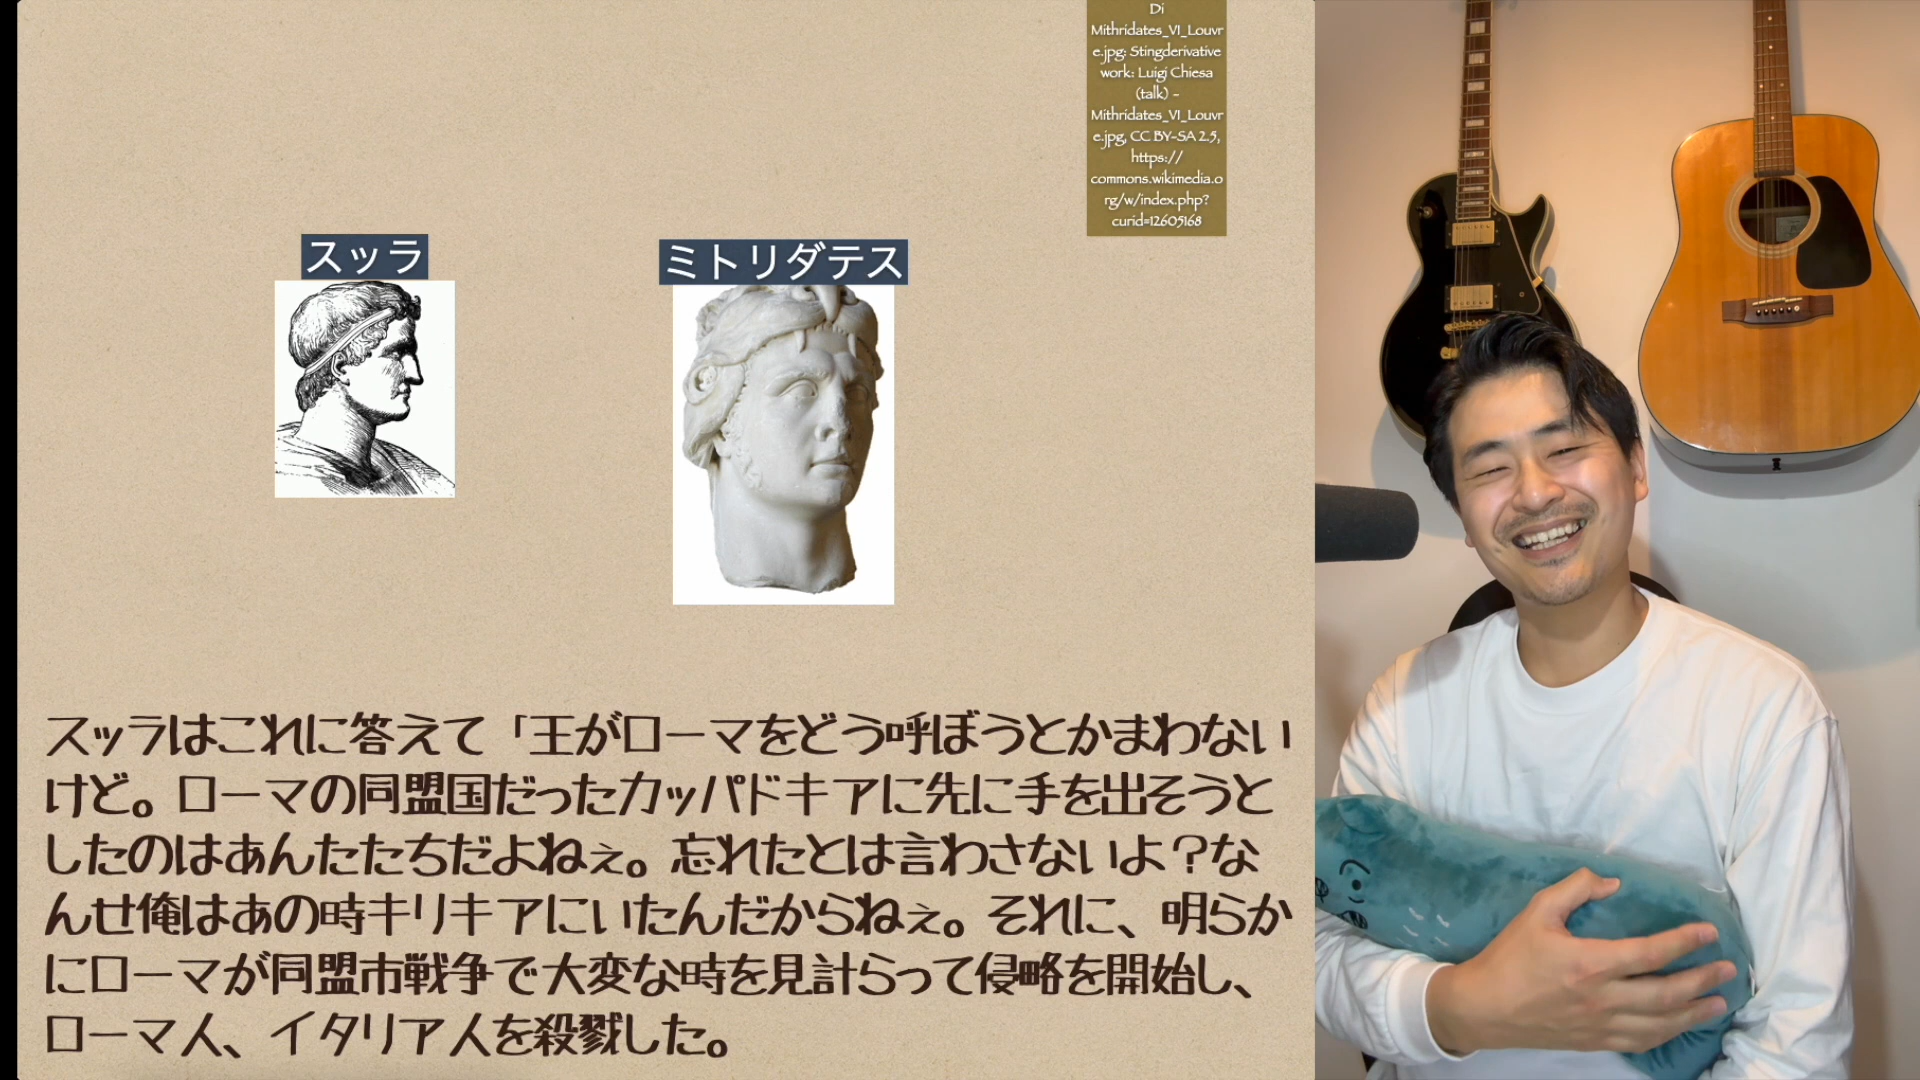 Di
Mithridates_VI_Louvr
e.jpg: Stingderivative
work: Luigi Chiesa
(talk) -
Mithridates_VI_Louvr
e.jpg, CC BY-SA 2.5,
https://
commons.wikimedia.o
rg/w/index.php?
curid=12605168
スッラ
ミトリダテス
スッラはこれに答えて「王がローマをどう呼ぼうとかまわない
けど。ローマの同盟国だったカッパドキアに先に手を出そうと
したのはあんたたちだよねぇ。忘れたとは言わさないよ？な
んせ俺はあの時キリキアにいたんだからねぇ。それに、明らか
にローマが同盟市戦争で大変な時を見計らって侵略を開始し、
ローマ人、イタリア人を殺戮した。